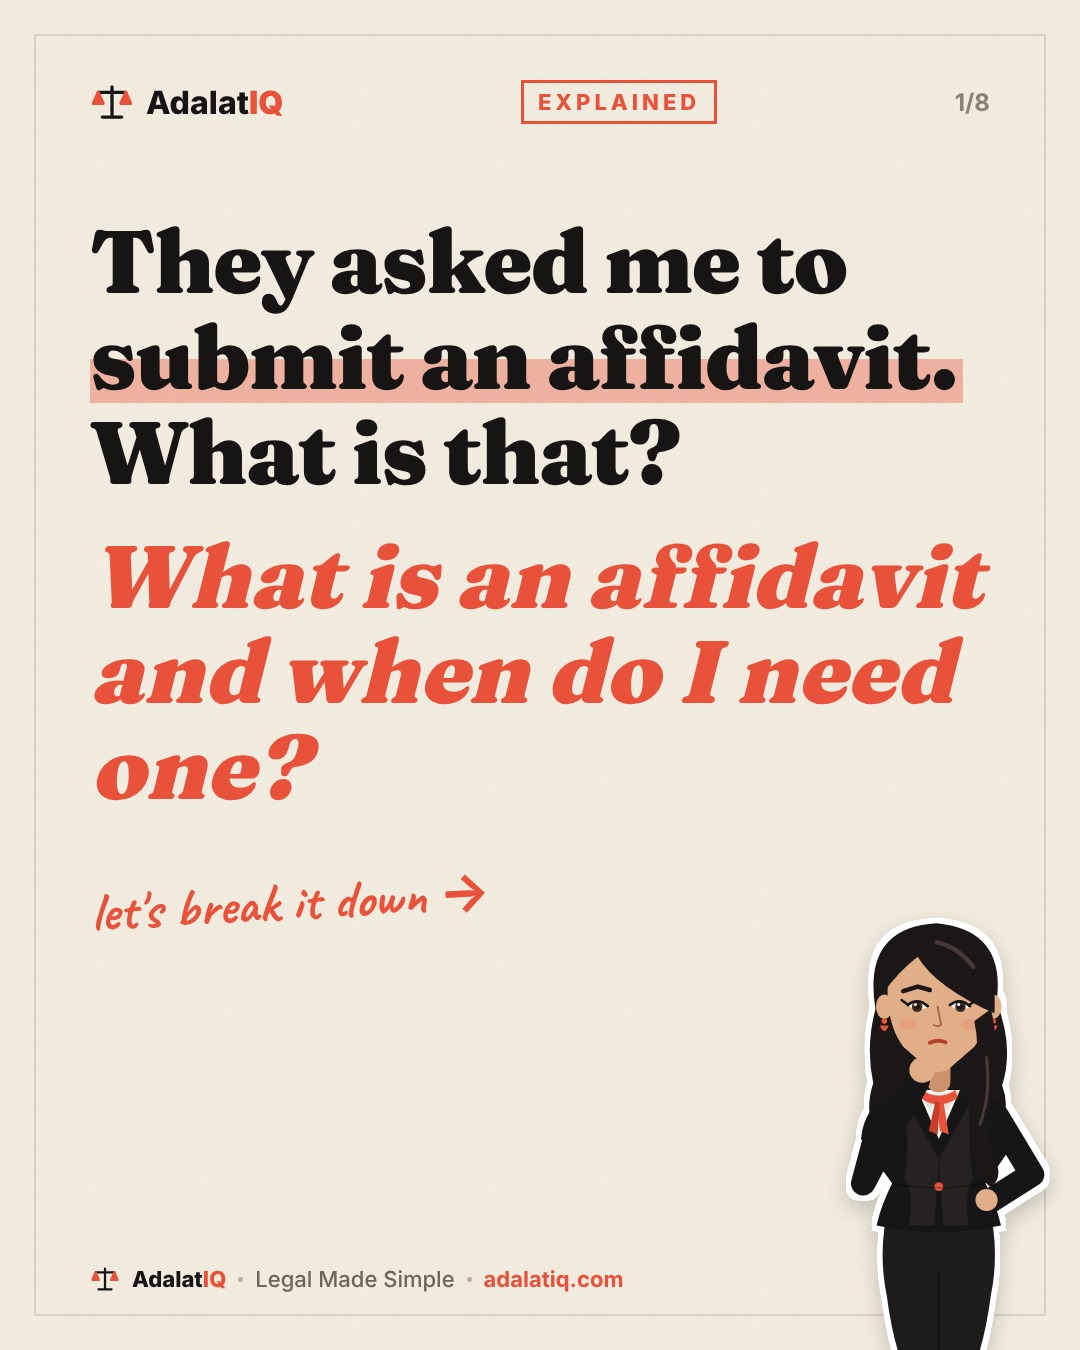 AdalatIQ
EXPLAINED
1/8
They asked me to
submit an affidavit.
What is that?
What is an affidavit
and when do I need
one?
let's break it down →
AdalatIQ • Legal Made Simple • adalatiq.com